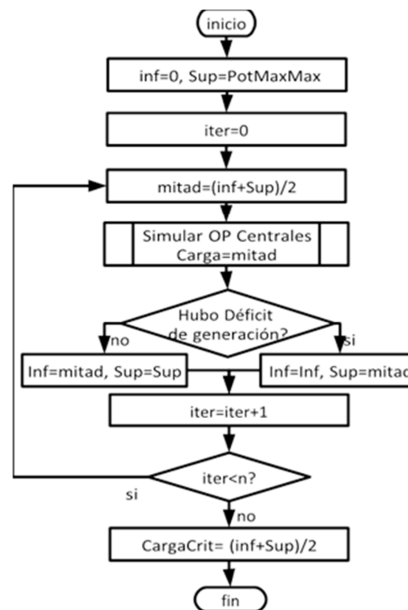 inicio
inf=0, Sup=PotMaxMax
iter=0
mitad=(inf+Sup)/2
Simular OP Centrales
Carga=mitad
Hubo Déficit
de generación?
no
si
Inf=mitad, Sup=Sup
Inf=Inf, Sup=mitad
iter=iter+1
iter<n?
si
no
CargaCrit= (inf+Sup)/2
fin